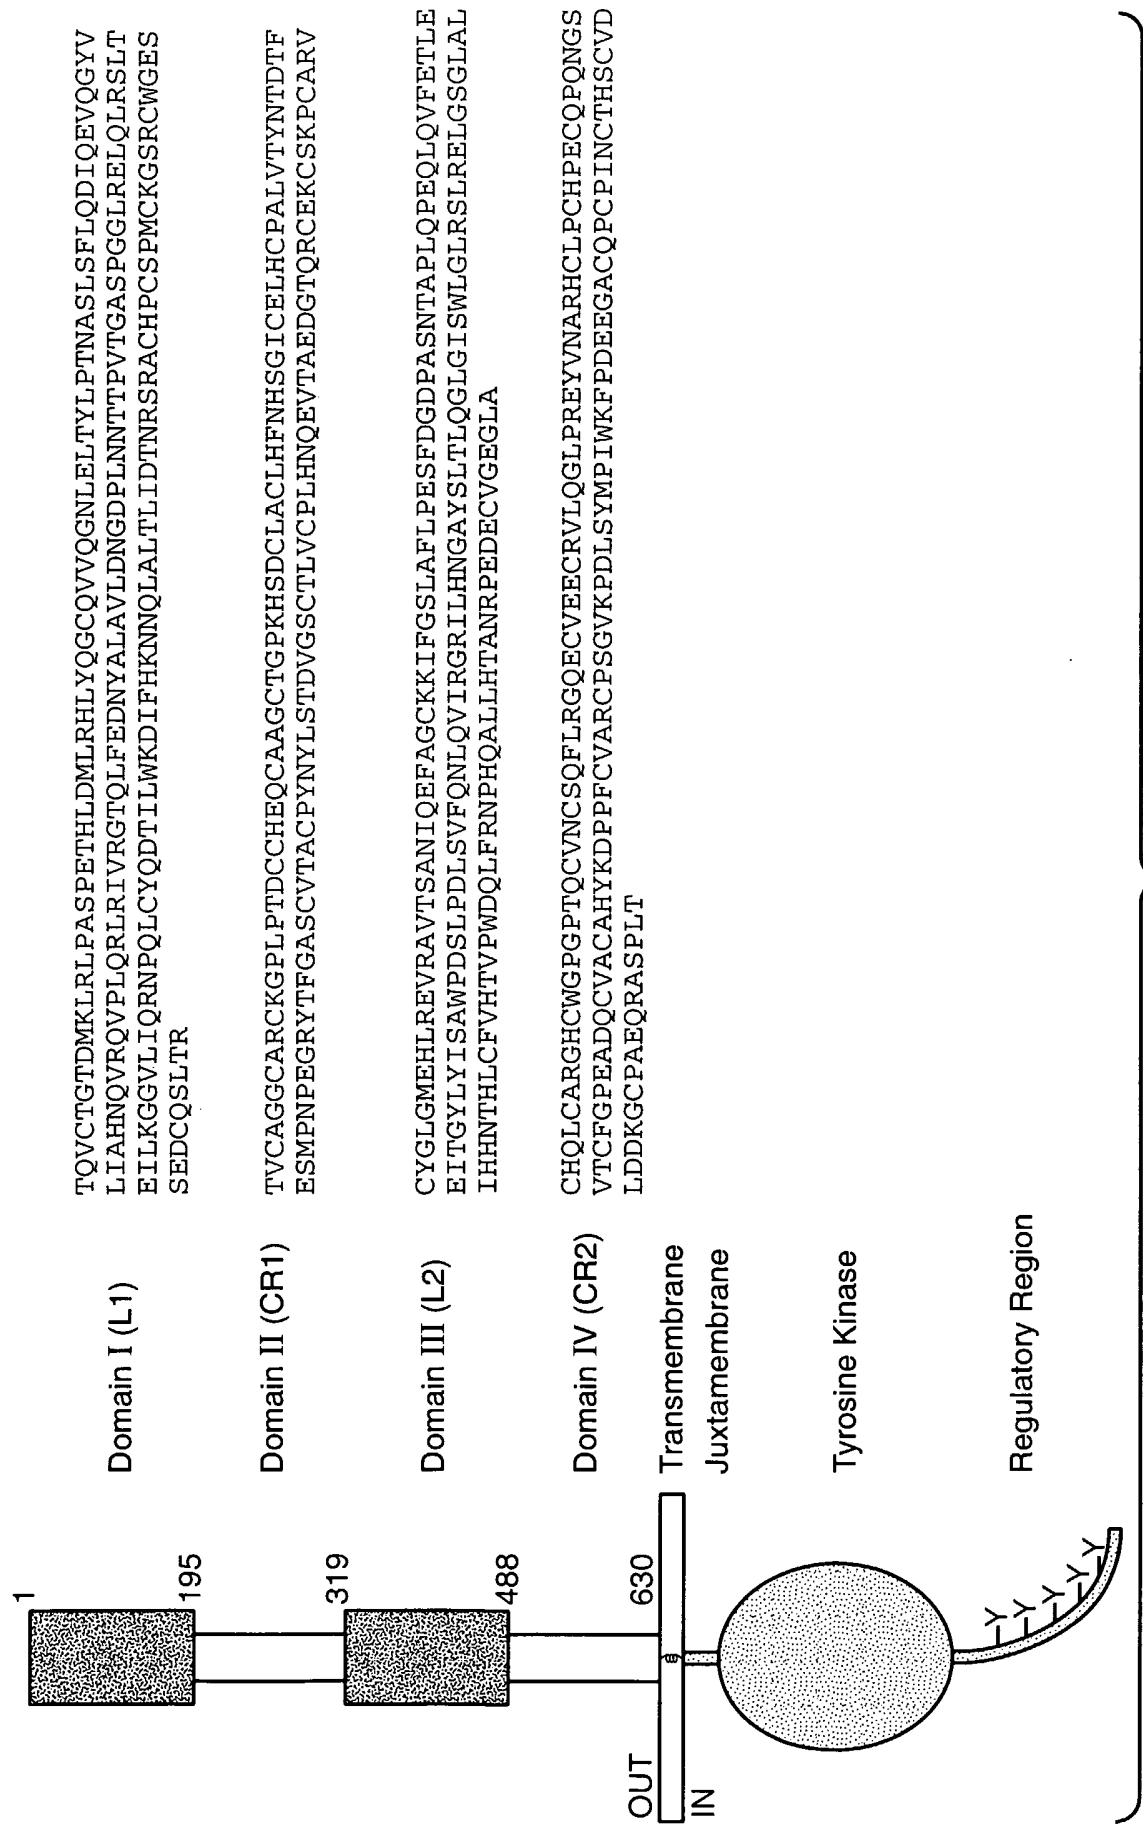 1
195
319
488
630
OUT
IN
Domain I (L1)
TQVCTGTDMKLRLPASPETHLDMLRHLYQGCQVVQGNLELTYLPTNASLSFLQDIQEVQGYV
LIAHNQVRQVPLQRLRIVRGTQLFEDNYALAVLDNGDPLNNTTPVTGASPGGLRELQLRSLT
EILKGGVLIQRNPQLCYQDTILWKDIFHKNNQLALTLIDTNRSRACHPCSPMCKGSRCWGES
SEDCQSLTR
Domain II (CR1)
TVCAGGCARCKGPLPTDCCHEQCAAGCTGPKHSDCLACLHFNHSGICELHCPALVTYNTDTF
ESMPNPEGRYTFGASCVTACPYNYLSTDVGSCTLVCPLHNQEVTAEDGTQRCEKCSKPCARV
Domain III (L2)
CYGLGMEHLREVRAVTSANIQEFAGCKKIFGSLAFLPESFDGDPASNTAPLQPEQLQVFETLE
EITGYLYISAWPDSLPDLSVFQNLQVIRGRILHNGAYSLTLQGLGISWLGLRSLRELGSGLAL
IHHNTHLCFVHTVPWDQLFRNPHQALLHTANRPEDECVGEGLA
Domain IV (CR2)
CHQLCARGHCWGPGPTQCVNCSQFLRGQECVEECRVLQGLPREYVNARHCLPCHPECQPQNGS
VTCFGPEADQCVACAHYKDPPFCVARCPSGVKPDLSYMPIWKFPDEEGACQPCPINCTHSCVD
LDDKGCPAEQRASPLT
Transmembrane
Juxtamembrane
Tyrosine Kinase
Regulatory Region
Y
Y
Y
Y
Y